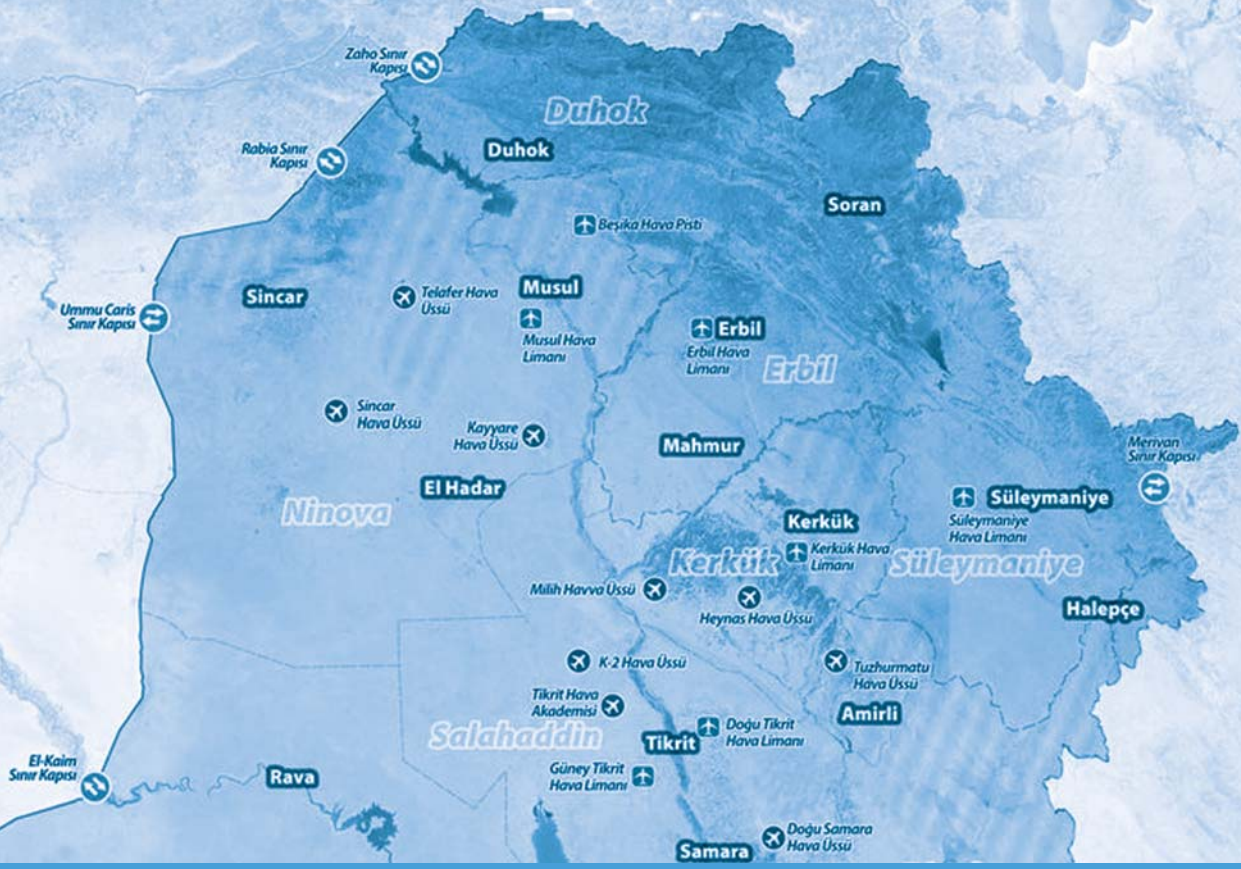 Zaho Sınır
Kapısı
Duhok
Duhok
Rabia Sınır
Kapısı
Soran
Beşika Hava Pisti
Sincar
Telafer Hava
Üssü
Musul
Ummu Caris
Sınır Kapısı
Musul Hava
Limanı
Erbil
Erbil Hava
Limanı
Erbil
Sincar
Hava Üssü
Kayyare
Hava Üssü
Mahmur
Merivan
Sınır Kapısı
El Hadar
Ninova
Süleymaniye
Süleymaniye
Hava Limanı
Kerkük
Kerkük Hava
Limanı
Kerkük
Süleymaniye
Milih Havva Üssü
Heynas Hava Üssü
Halepçe
K-2 Hava Üssü
Tuzhurmatu
Hava Üssü
Tikrit Hava
Akademisi
Amirli
Salahaddin
Tikrit
Doğu Tikrit
Hava Limanı
El-Kaim
Sınır Kapısı
Rava
Güney Tikrit
Hava Limanı
Doğu Samara
Hava Üssü
Samara